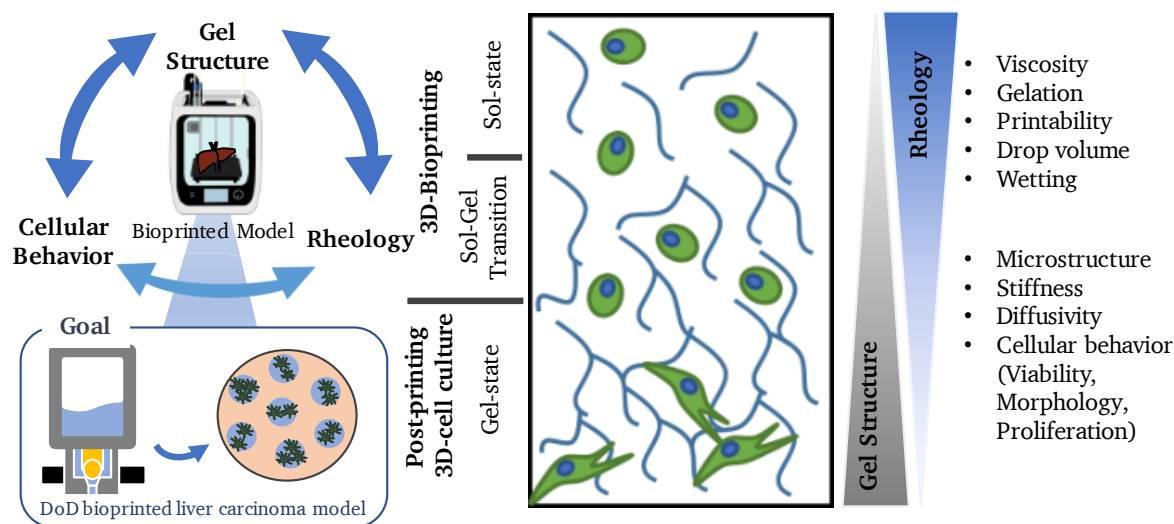 Gel
Structure
Bioprinted Model
Cellular
Behavior
Rheology
Goal
DoD bioprinted liver carcinoma model
3D-Bioprinting
Sol-state
Sol-Gel
Transition
Post-printing
3D-cell culture
Gel-state
Gel Structure
Rheology
• Viscosity
• Gelation
• Printability
• Drop volume
• Wetting
• Microstructure
• Stiffness
• Diffusivity
• Cellular behavior
(Viability,
Morphology,
Proliferation)